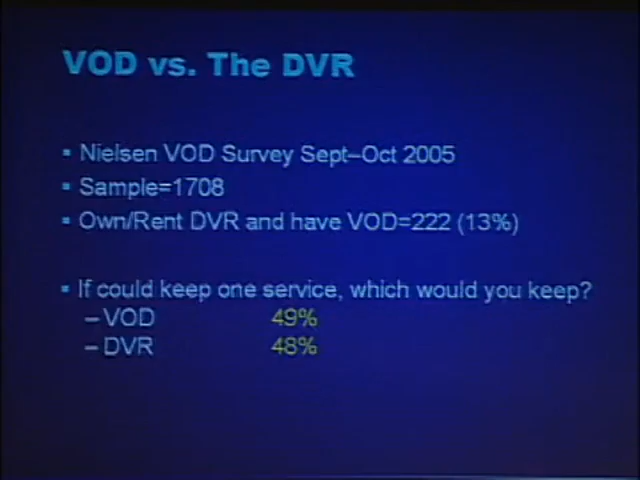 VOD vs. The DVR
▪ Nielsen VOD Survey Sept–Oct 2005
▪ Sample=1708
▪ Own/Rent DVR and have VOD=222 (13%)
▪ If could keep one service, which would you keep?
– VOD 49%
– DVR 48%